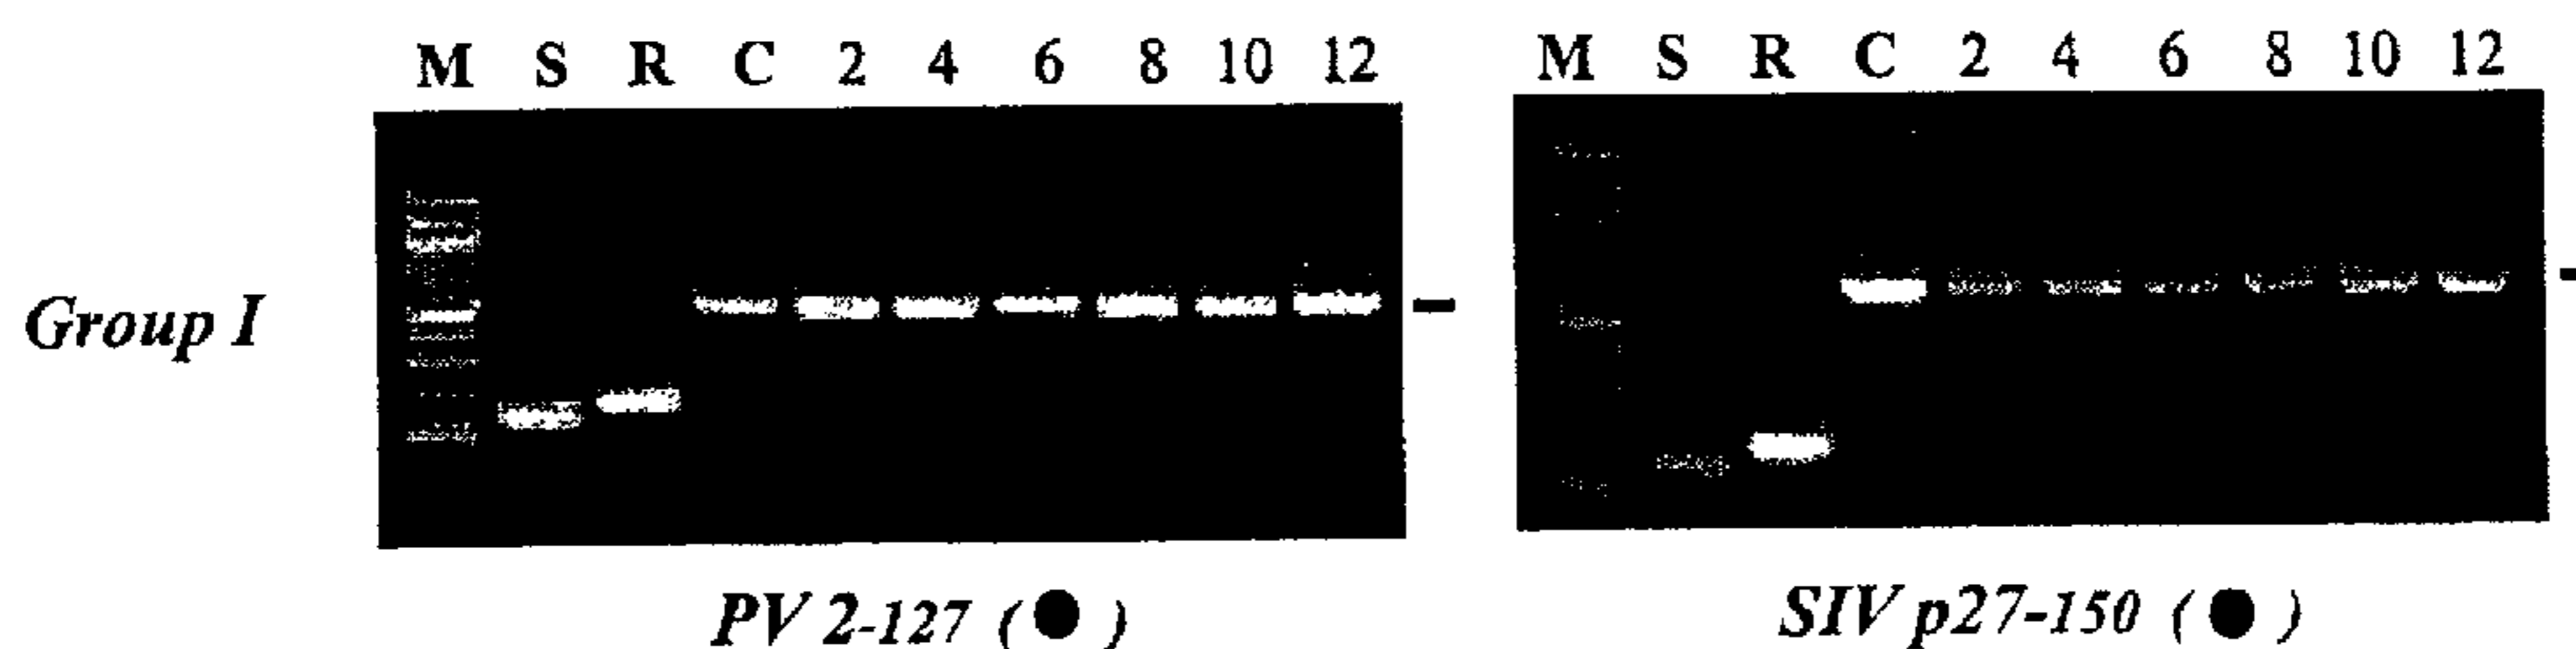 M S R C 2 4 6 8 10 12
M S R C 2 4 6 8 10 12
Group I
PV 2-127 ( ● )
SIV p27-150 ( ● )